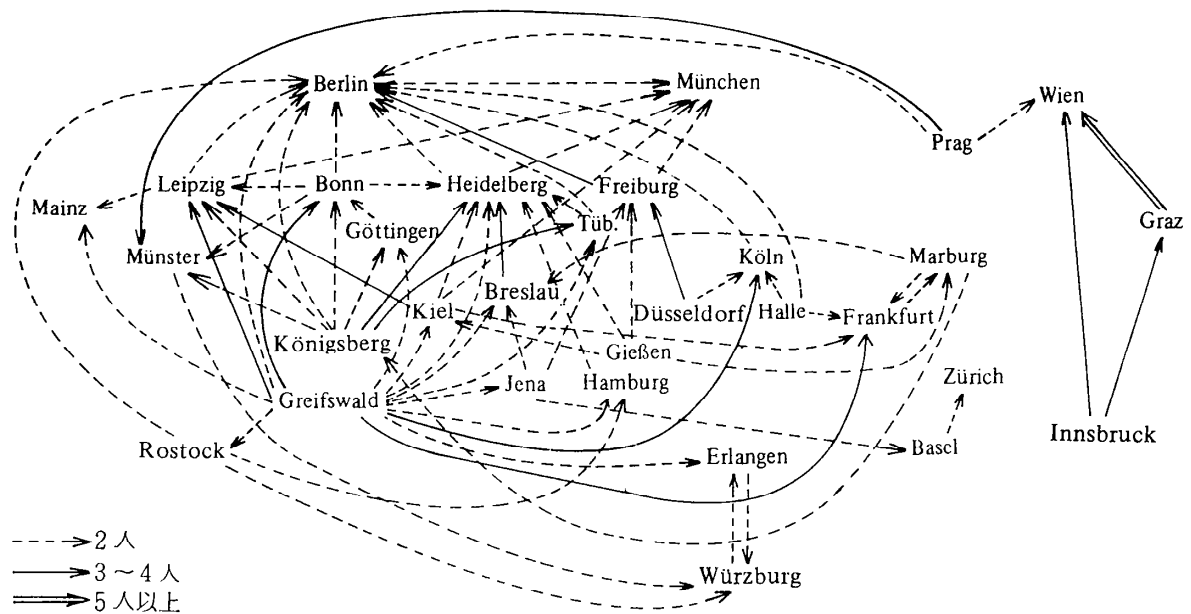 Berlin
München
Wien
Prag
Leipzig
Bonn
Heidelberg
Freiburg
Mainz
Göttingen
Tüb.
Graz
Münster
Köln
Marburg
Breslau
Kiel
Düsseldorf
Halle
Frankfurt
Königsberg
Gießen
Jena
Hamburg
Zürich
Greifswald
Rostock
Erlangen
Basel
Innsbruck
Würzburg
2人
3～4人
5人以上